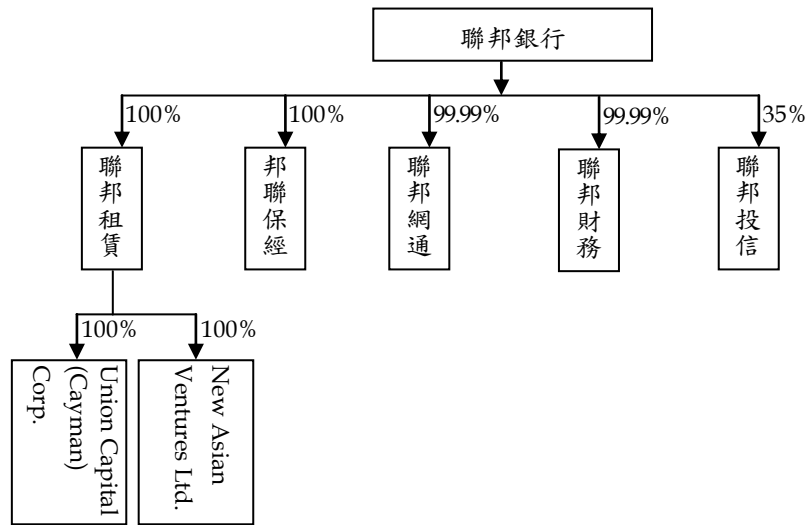 聯邦銀行
100%
100%
99.99%
99.99%
35%
聯邦租賃
邦聯保經
聯邦網通
聯邦財務
聯邦投信
100%
100%
Union Capital
(Cayman)
Corp.
New Asian
Ventures Ltd.